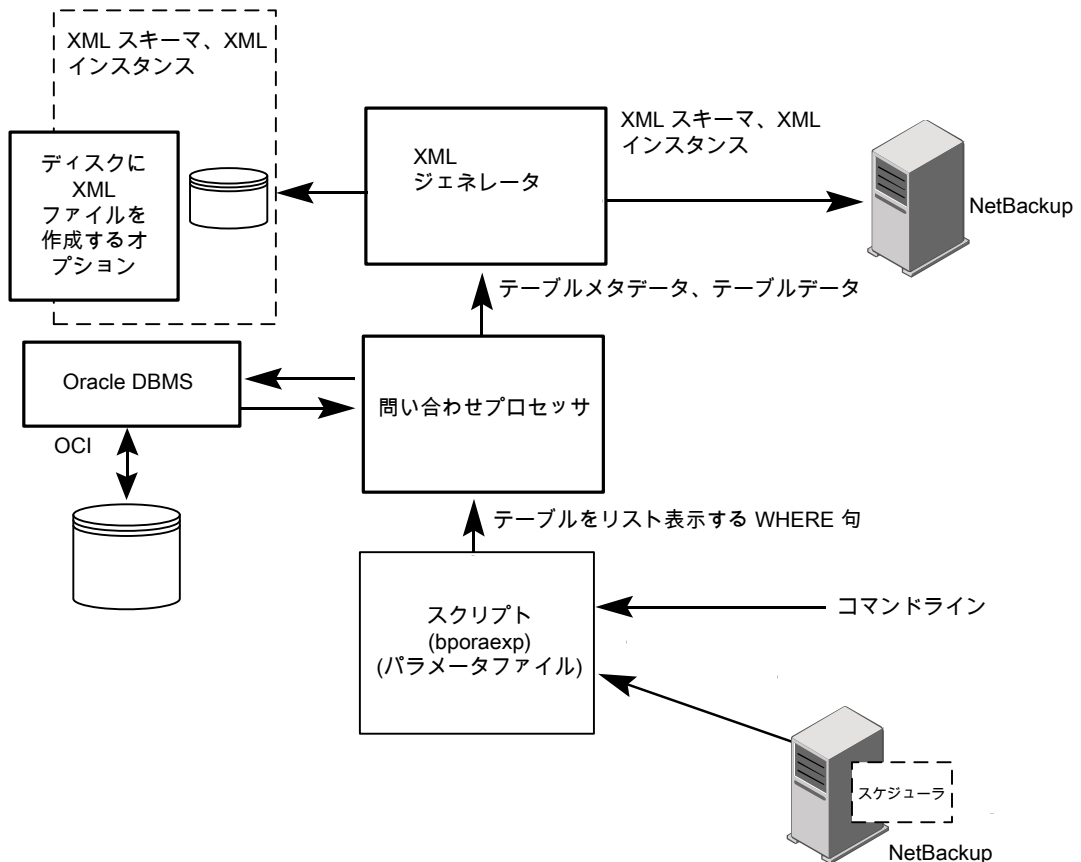 XML スキーマ、XML
インスタンス
ディスクに
XML
ファイルを
作成するオ
プション
XML
ジェネレータ
XML スキーマ、XML
インスタンス
NetBackup
テーブルメタデータ、テーブルデータ
Oracle DBMS
問い合わせプロセッサ
OCI
テーブルをリスト表示する WHERE 句
スクリプト
(bporaexp)
(パラメータファイル)
コマンドライン
スケジューラ
NetBackup